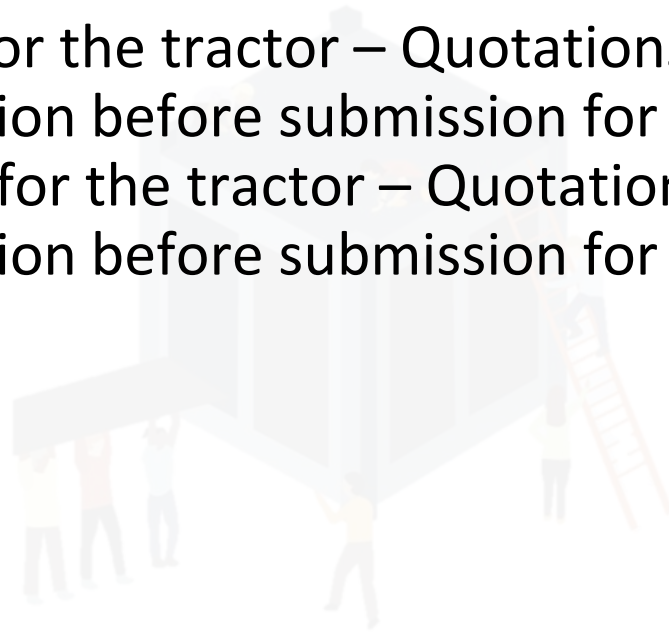 or the tractor – Quotation.
ion before submission for
for the tractor – Quotation
ion before submission for